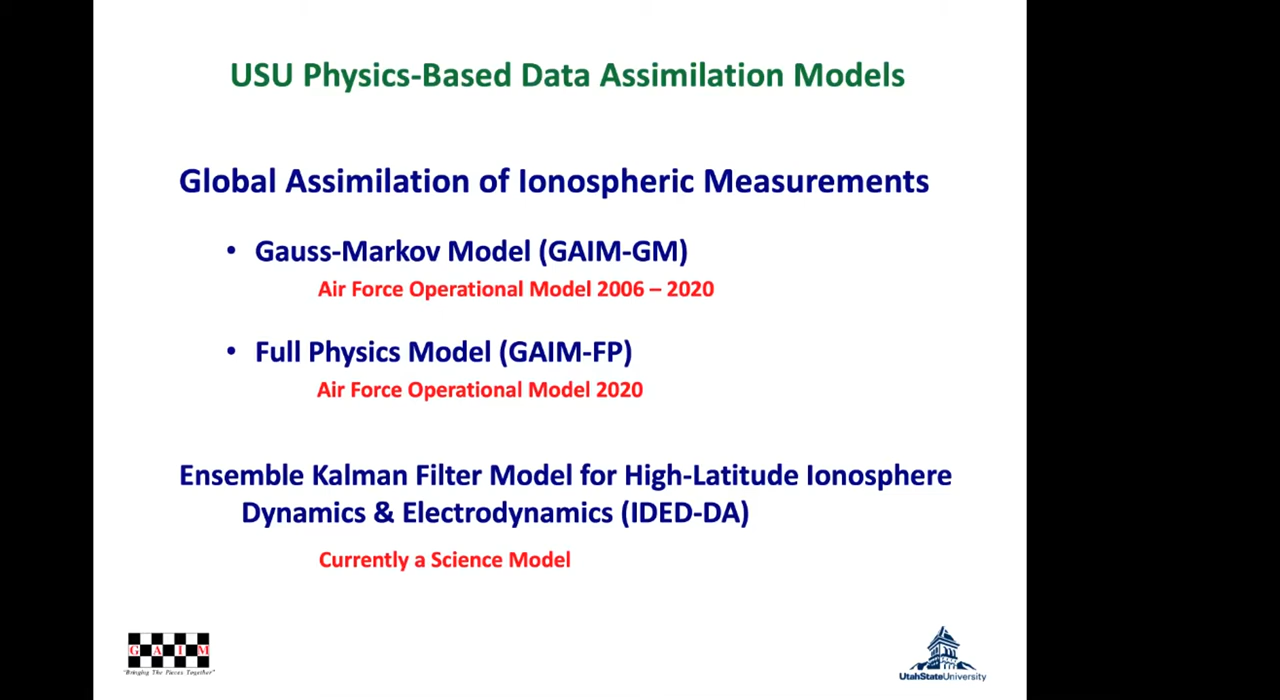 USU Physics-Based Data Assimilation Models
Global Assimilation of Ionospheric Measurements
• Gauss-Markov Model (GAIM-GM)
Air Force Operational Model 2006 – 2020
• Full Physics Model (GAIM-FP)
Air Force Operational Model 2020
Ensemble Kalman Filter Model for High-Latitude Ionosphere
Dynamics & Electrodynamics (IDED-DA)
Currently a Science Model
G A I M
"Bringing The Pieces Together"
UtahStateUniversity